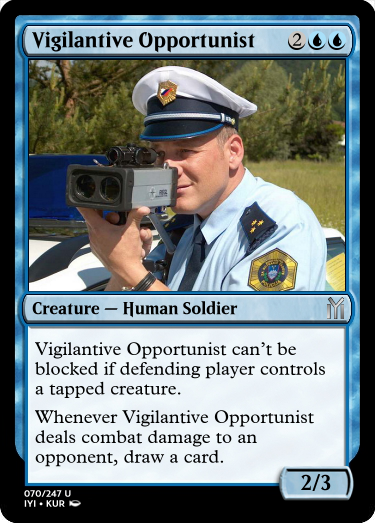 Vigilantive Opportunist 2
Creature — Human Soldier
Vigilantive Opportunist can't be
blocked if defending player controls
a tapped creature.
Whenever Vigilantive Opportunist
deals combat damage to an
opponent, draw a card.
2/3
070/247 U
IYI • KUR